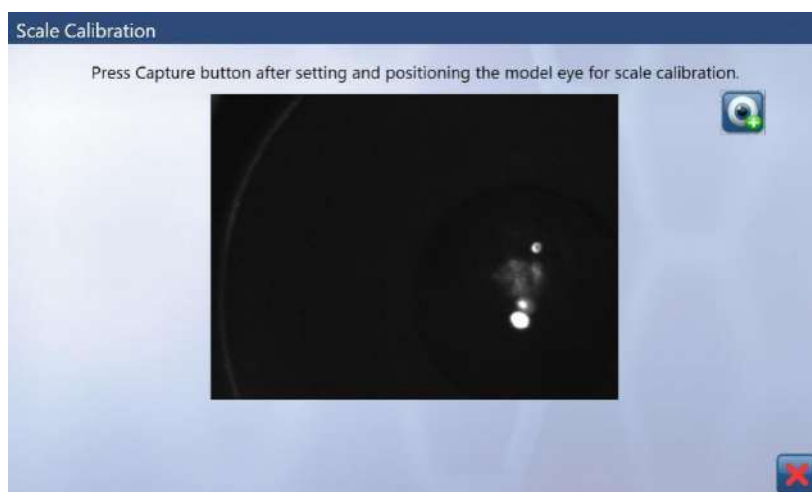 Scale Calibration
Press Capture button after setting and positioning the model eye for scale calibration.